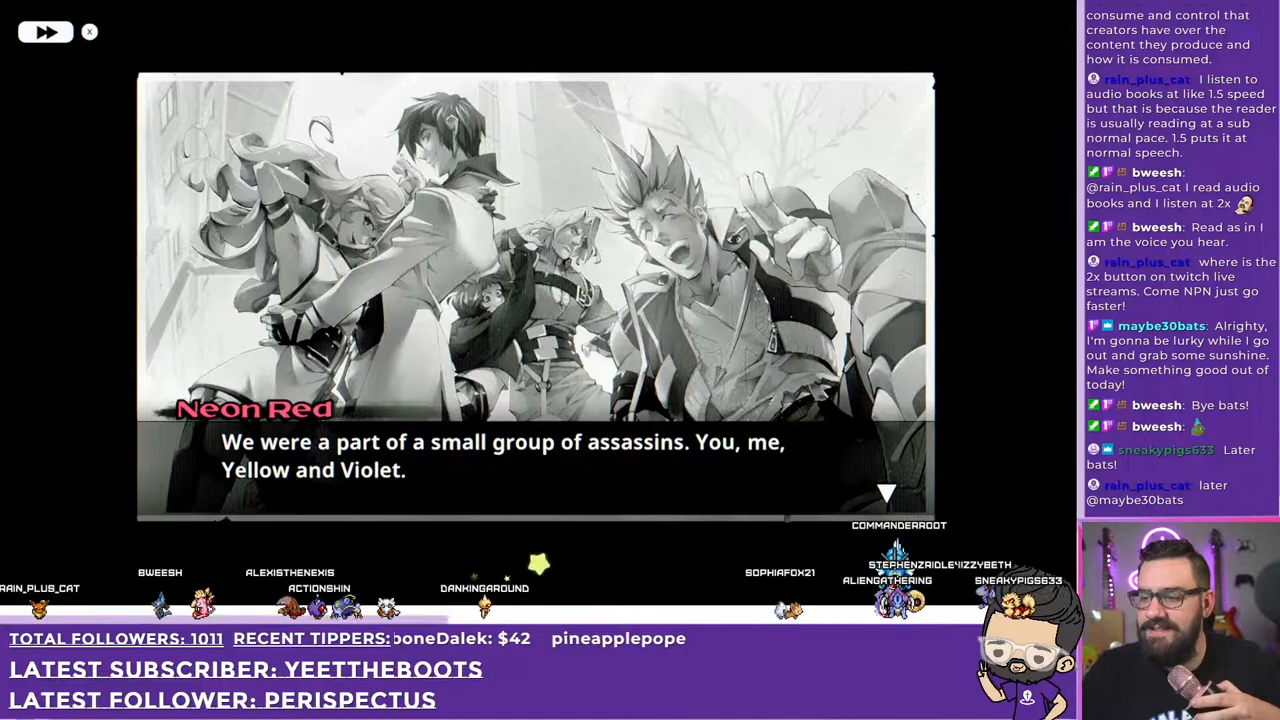 X
Neon Red
We were a part of a small group of assassins. You, me,
Yellow and Violet.
consume and control that
creators have over the
content they produce and
how it is consumed.
rain_plus_cat: I listen to
audio books at like 1.5 speed
but that is because the reader
is usually reading at a sub
normal pace. 1.5 puts it at
normal speech.
bweesh:
@rain_plus_cat I read audio
books and I listen at 2x
bweesh: Read as in I
am the voice you hear.
rain_plus_cat: where is the
2x button on twitch live
streams. Come NPN just go
faster!
maybe30bats: Alrighty,
I'm gonna be lurky while I go
out and grab some sunshine.
Make something good out of
today!
bweesh: Bye bats!
bweesh:
sneakypigs633 Later
bats!
rain_plus_cat: later
@maybe30bats
COMMANDERROOT
BWEESH
ALEXISTHENEXIS
SOPHIAFOX21
RAIN_PLUS_CAT
ACTIONSHIN
DANKINGAROUND
ALIENGATHERING
SNEAKYPIGS633
TOTAL FOLLOWERS: 1011 RECENT TIPPERS: boneDalek: $42 pineapplepope
LATEST SUBSCRIBER: YEETTHEBOOTS
LATEST FOLLOWER: PERISPECTUS